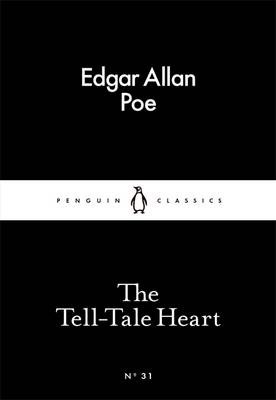 Edgar Allan
Poe
PENGUIN CLASSICS
The
Tell-Tale Heart
Nº 31